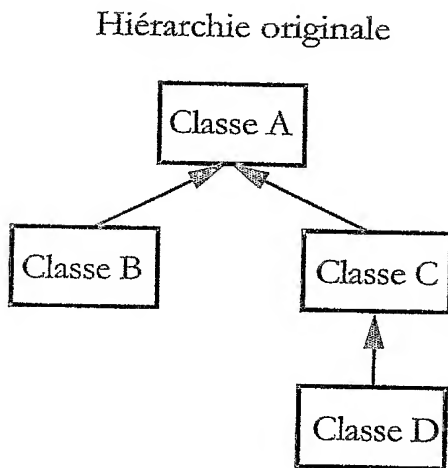 Hiérarchie originale
Classe A
Classe B
Classe C
Classe D